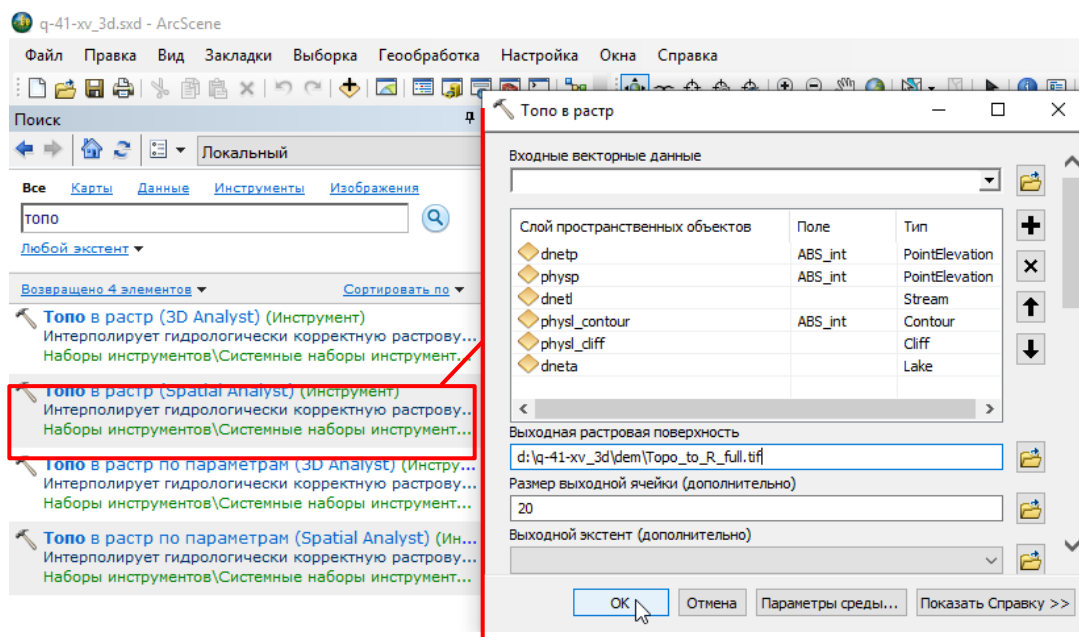 q-41-xv_3d.sxd - ArcScene
Файл Правка Вид Закладки Выборка Геообработка Настройка Окна Справка
Поиск
Локальный
Все Карты Данные Инструменты Изображения
топо
Любой экстент
Возвращено 4 элементов Сортировать по
Топо в растр (3D Analyst) (Инструмент)
Интерполирует гидрологически корректную растрову...
Наборы инструментов\Системные наборы инструмент...
Топо в растр (Spatial Analyst) (Инструмент)
Интерполирует гидрологически корректную растрову...
Наборы инструментов\Системные наборы инструмент...
Топо в растр по параметрам (3D Analyst) (Инстру...
Интерполирует гидрологически корректную растрову...
Наборы инструментов\Системные наборы инструмент...
Топо в растр по параметрам (Spatial Analyst) (Ин...
Интерполирует гидрологически корректную растрову...
Наборы инструментов\Системные наборы инструмент...
Топо в растр
Входные векторные данные
Слой пространственных объектов Поле Тип
dnetp ABS_int PointElevation
physp ABS_int PointElevation
dnetl Stream
physl_contour ABS_int Contour
physl_cliff Cliff
dneta Lake
Выходная растровая поверхность
d:\q-41-xv_3d\dem\Topo_to_R_full.tif
Размер выходной ячейки (дополнительно)
20
Выходной экстент (дополнительно)
OK Отмена Параметры среды... Показать Справку >>